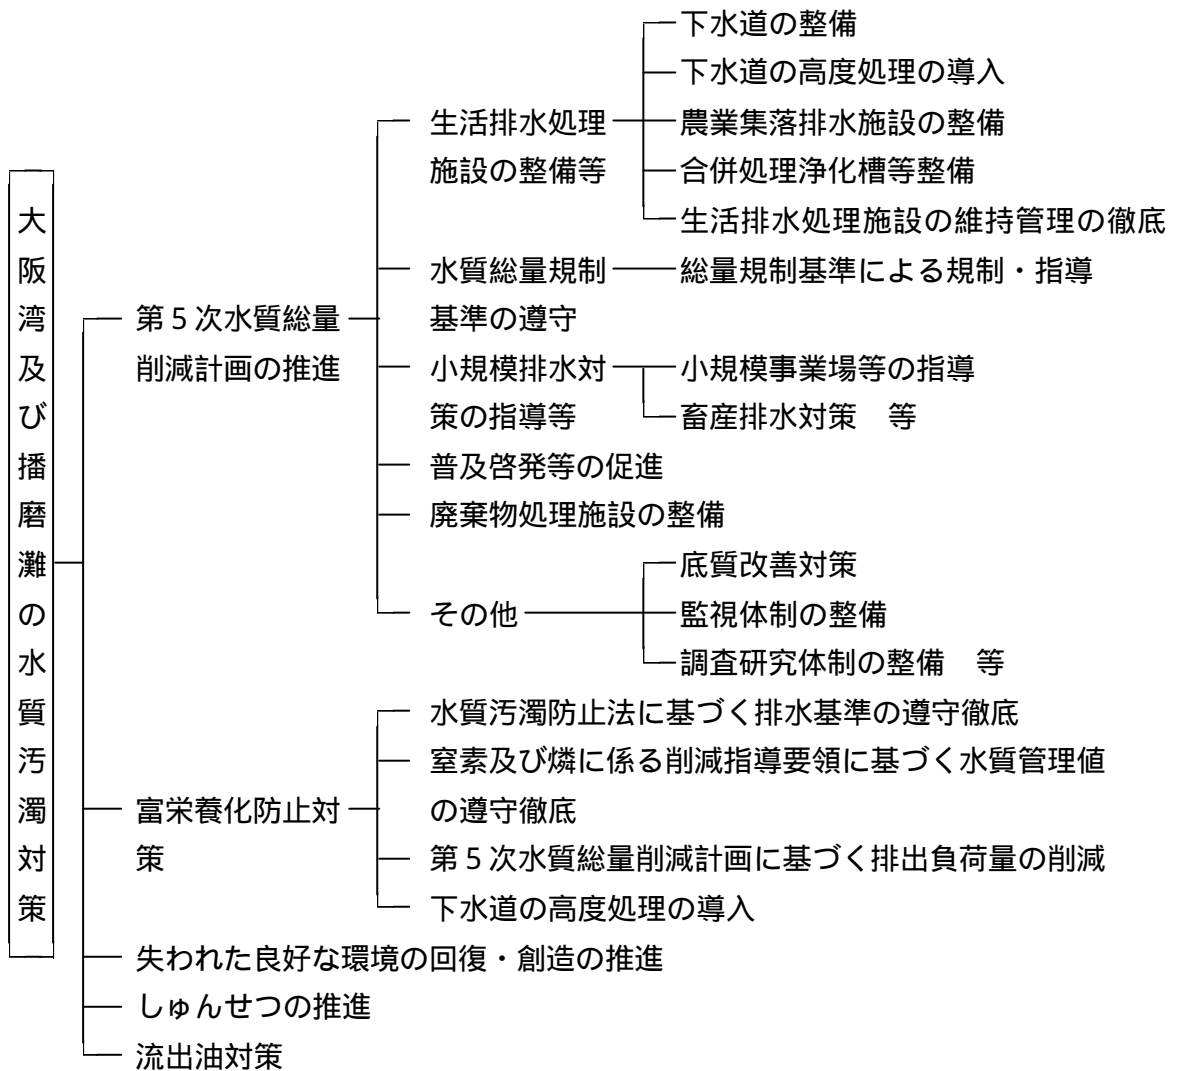 大阪湾及び播磨灘の水質汚濁対策
第５次水質総量
削減計画の推進
生活排水処理
施設の整備等
下水道の整備
下水道の高度処理の導入
農業集落排水施設の整備
合併処理浄化槽等整備
生活排水処理施設の維持管理の徹底
水質総量規制
基準の遵守
総量規制基準による規制・指導
小規模排水対
策の指導等
小規模事業場等の指導
畜産排水対策　等
普及啓発等の促進
廃棄物処理施設の整備
その他
底質改善対策
監視体制の整備
調査研究体制の整備　等
富栄養化防止対
策
水質汚濁防止法に基づく排水基準の遵守徹底
窒素及び燐に係る削減指導要領に基づく水質管理値
の遵守徹底
第５次水質総量削減計画に基づく排出負荷量の削減
下水道の高度処理の導入
失われた良好な環境の回復・創造の推進
しゅんせつの推進
流出油対策